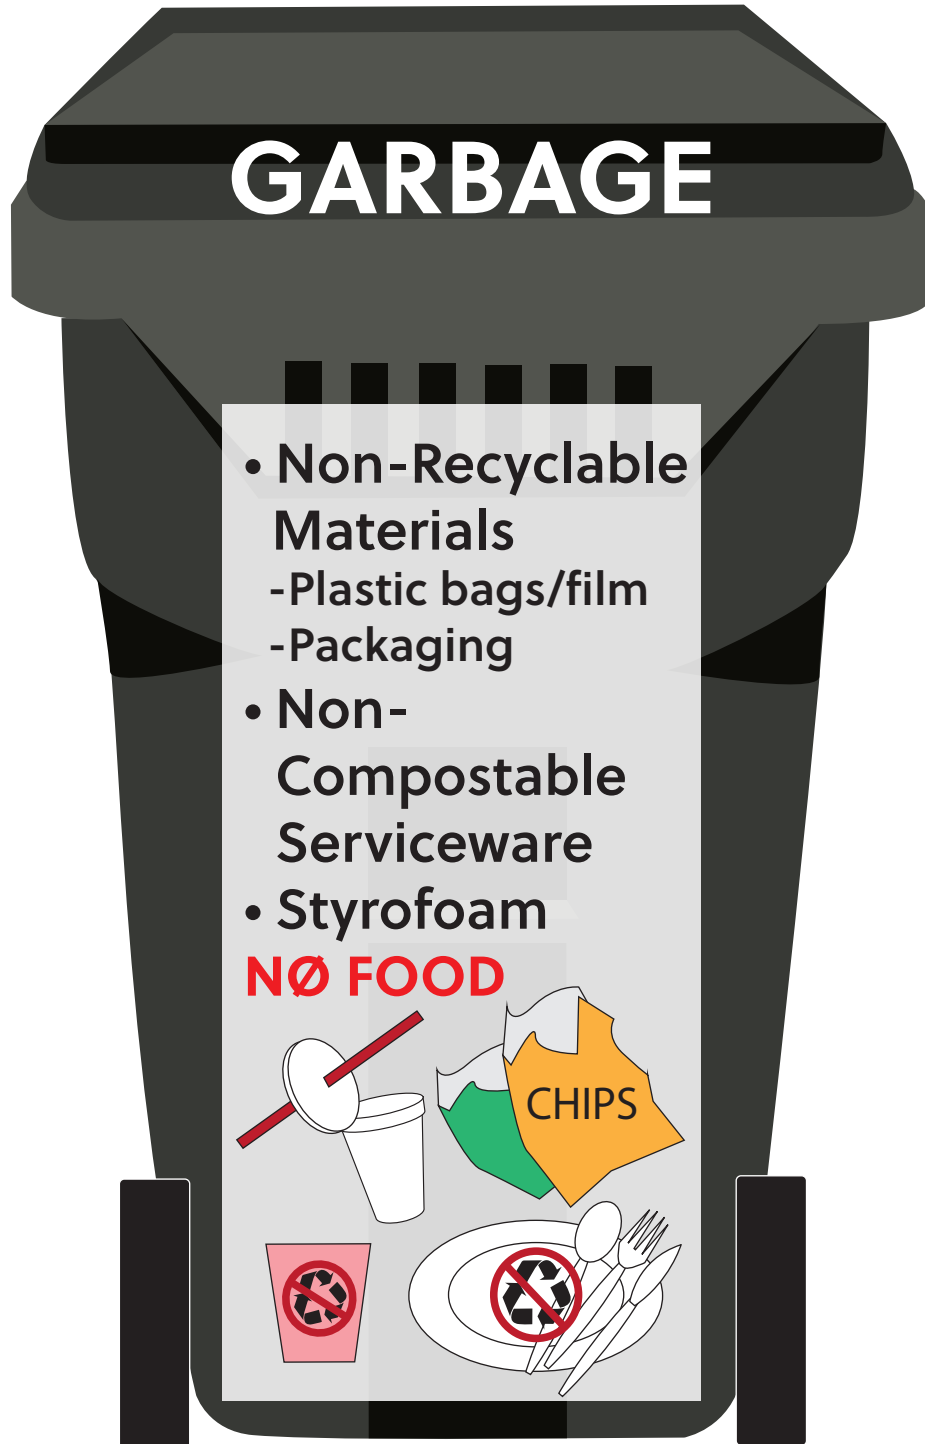 GARBAGE
• Non-Recyclable
Materials
-Plastic bags/film
-Packaging
• Non-
Compostable
Serviceware
• Styrofoam
NØ FOOD
CHIPS